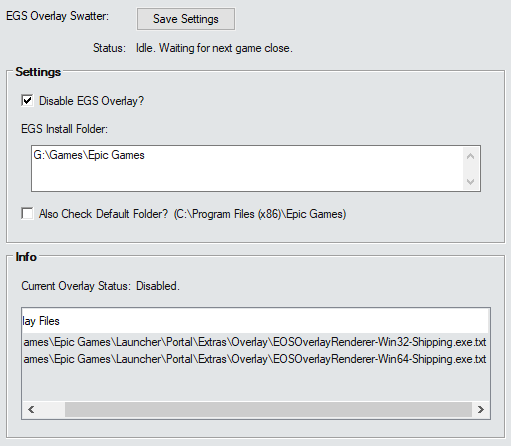 EGS Overlay Swatter: Save Settings
Status: Idle. Waiting for next game close.
Settings
Disable EGS Overlay?
EGS Install Folder:
G:\Games\Epic Games
Also Check Default Folder? (C:\Program Files (x86)\Epic Games)
Info
Current Overlay Status: Disabled.
lay Files
ames\Epic Games\Launcher\Portal\Extras\Overlay\EOSOverlayRenderer-Win32-Shipping.exe.txt
ames\Epic Games\Launcher\Portal\Extras\Overlay\EOSOverlayRenderer-Win64-Shipping.exe.txt